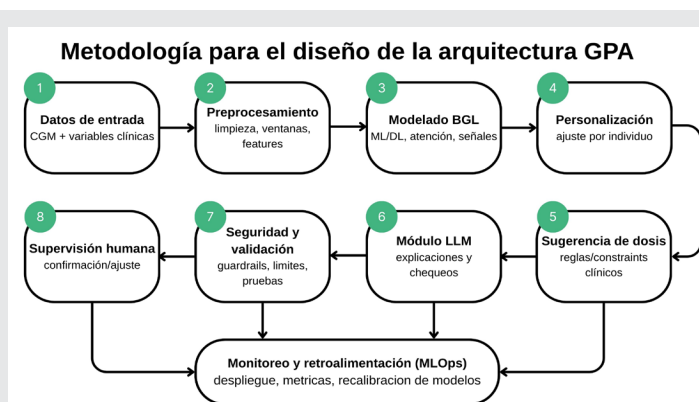 Metodología para el diseño de la arquitectura GPA
1
Datos de entrada
CGM + variables clínicas
2
Preprocesamiento
limpieza, ventanas,
features
3
Modelado BGL
ML/DL, atención, señales
4
Personalización
ajuste por individuo
5
Sugerencia de dosis
reglas/constraints
clínicos
6
Módulo LLM
explicaciones y
chequeos
7
Seguridad y
validación
guardrails, limites,
pruebas
8
Supervisión humana
confirmación/ajuste
Monitoreo y retroalimentación (MLOps)
despliegue, metricas, recalibracion de modelos